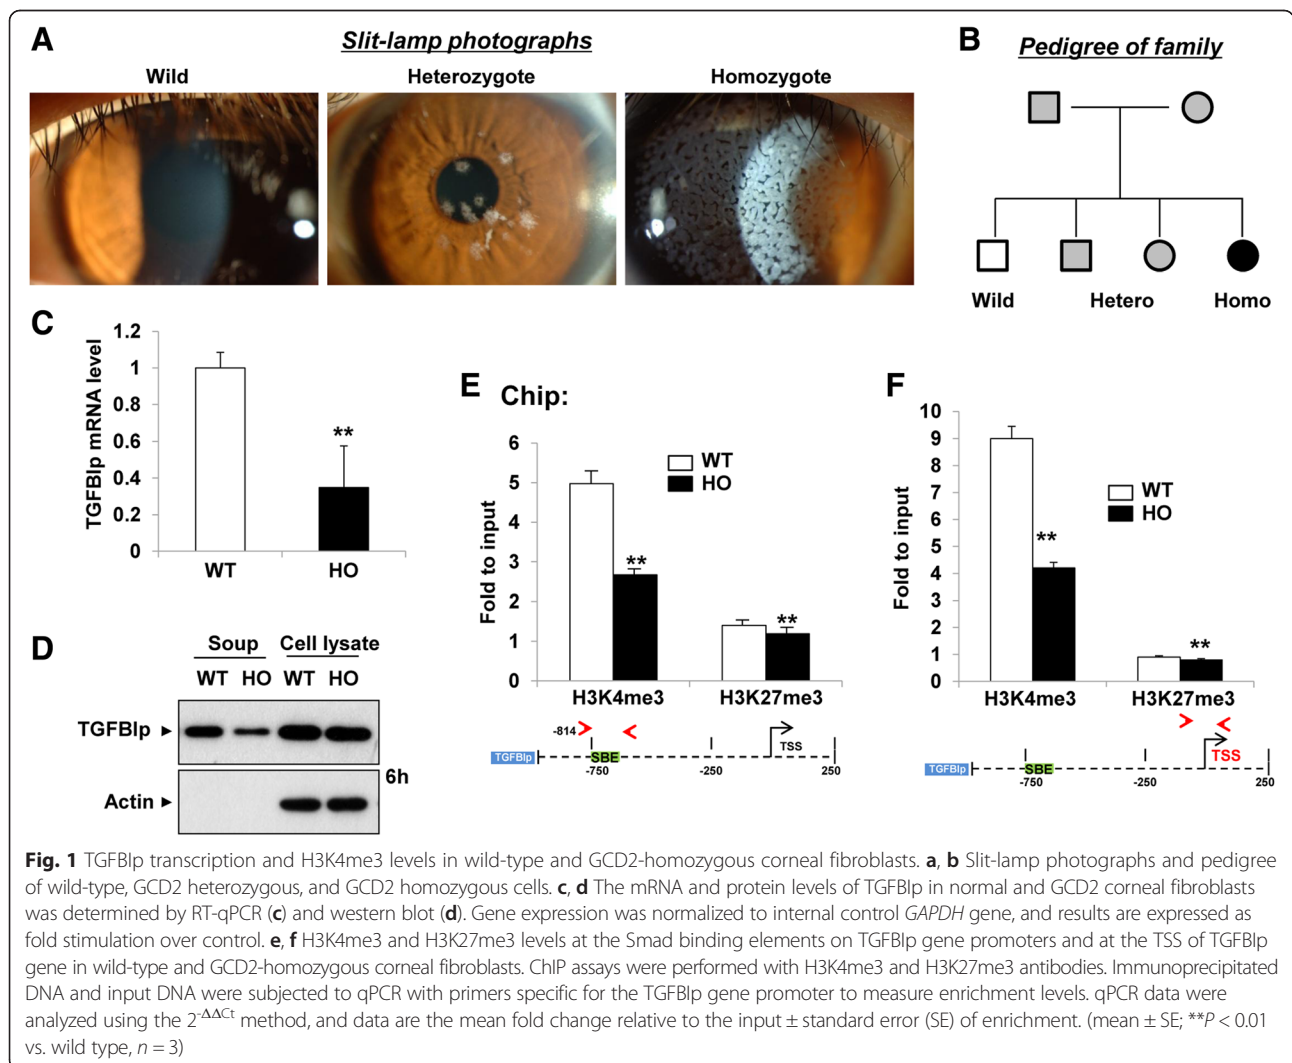 A
Slit-lamp photographs
Wild
Heterozygote
Homozygote
B
Pedigree of family
Wild
Hetero
Homo
C
TGFBIp mRNA level
1.2
1
0.8
0.6
0.4
0.2
0
**
WT
HO
D
Soup
Cell lysate
WT HO WT HO
TGFBIp
6h
Actin
E
Chip:
Fold to input
6
5
4
3
2
1
0
WT
HO
**
**
H3K4me3
H3K27me3
-814
TSS
TGFBIp
SBE
-750
-250
250
F
Fold to input
10
9
8
7
6
5
4
3
2
1
0
WT
HO
**
**
H3K4me3
H3K27me3
TGFBIp
SBE
TSS
-750
-250
250
Fig. 1 TGFBIp transcription and H3K4me3 levels in wild-type and GCD2-homozygous corneal fibroblasts. a, b Slit-lamp photographs and pedigree
of wild-type, GCD2 heterozygous, and GCD2 homozygous cells. c, d The mRNA and protein levels of TGFBIp in normal and GCD2 corneal fibroblasts
was determined by RT-qPCR (c) and western blot (d). Gene expression was normalized to internal control GAPDH gene, and results are expressed as
fold stimulation over control. e, f H3K4me3 and H3K27me3 levels at the Smad binding elements on TGFBIp gene promoters and at the TSS of TGFBIp
gene in wild-type and GCD2-homozygous corneal fibroblasts. ChIP assays were performed with H3K4me3 and H3K27me3 antibodies. Immunoprecipitated
DNA and input DNA were subjected to qPCR with primers specific for the TGFBIp gene promoter to measure enrichment levels. qPCR data were
analyzed using the 2-ΔΔCt method, and data are the mean fold change relative to the input ± standard error (SE) of enrichment. (mean ± SE; **P < 0.01
vs. wild type, n = 3)